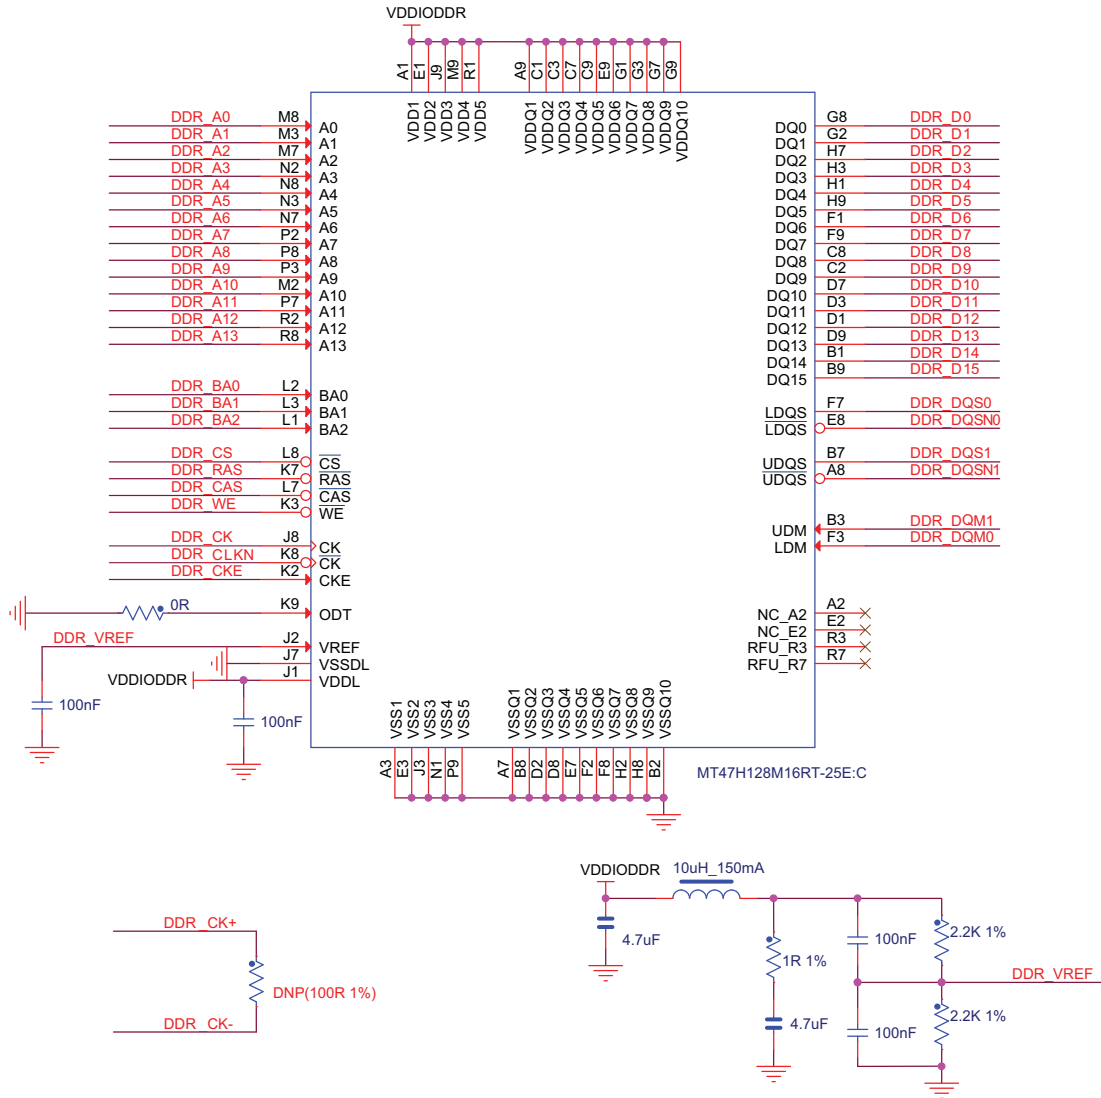 VDDIODDR
A1 E1 J9 M9 R1 A9 C1 C3 C7 C9 E9 G1 G3 G7 G9
VDD1 VDD2 VDD3 VDD4 VDD5 VDDQ1 VDDQ2 VDDQ3 VDDQ4 VDDQ5 VDDQ6 VDDQ7 VDDQ8 VDDQ9 VDDQ10
DDR_A0 M8 A0 DQ0 G8 DDR_D0
DDR_A1 M3 A1 DQ1 G2 DDR_D1
DDR_A2 M7 A2 DQ2 H7 DDR_D2
DDR_A3 N2 A3 DQ3 H3 DDR_D3
DDR_A4 N8 A4 DQ4 H1 DDR_D4
DDR_A5 N3 A5 DQ5 H9 DDR_D5
DDR_A6 N7 A6 DQ6 F1 DDR_D6
DDR_A7 P2 A7 DQ7 F9 DDR_D7
DDR_A8 P8 A8 DQ8 C8 DDR_D8
DDR_A9 P3 A9 DQ9 C2 DDR_D9
DDR_A10 M2 A10 DQ10 D7 DDR_D10
DDR_A11 P7 A11 DQ11 D3 DDR_D11
DDR_A12 R2 A12 DQ12 D1 DDR_D12
DDR_A13 R8 A13 DQ13 D9 DDR_D13
DQ14 B1 DDR_D14
DQ15 B9 DDR_D15
DDR_BA0 L2 BA0
DDR_BA1 L3 BA1 LDQS F7 DDR_DQS0
DDR_BA2 L1 BA2 LDQS E8 DDR_DQSN0
DDR_CS L8 CS UDQS B7 DDR_DQS1
DDR_RAS K7 RAS UDQS A8 DDR_DQSN1
DDR_CAS L7 CAS
DDR_WE K3 WE
UDM B3 DDR_DQM1
DDR_CK J8 CK LDM F3 DDR_DQM0
DDR_CLKN K8 CK
DDR_CKE K2 CKE
0R K9 ODT NC_A2 A2
NC_E2 E2
DDR_VREF J2 VREF RFU_R3 R3
J7 VSSDL RFU_R7 R7
VDDIODDR J1 VDDL
100nF
100nF
VSS1 VSS2 VSS3 VSS4 VSS5 VSSQ1 VSSQ2 VSSQ3 VSSQ4 VSSQ5 VSSQ6 VSSQ7 VSSQ8 VSSQ9 VSSQ10
A3 E3 J3 N1 P9 A7 B8 D2 D8 E7 F2 F8 H2 H8 B2
MT47H128M16RT-25E:C
DDR_CK+
DNP(100R 1%)
DDR_CK-
VDDIODDR 10uH_150mA
4.7uF
1R 1%
4.7uF
100nF 2.2K 1%
DDR_VREF
100nF 2.2K 1%